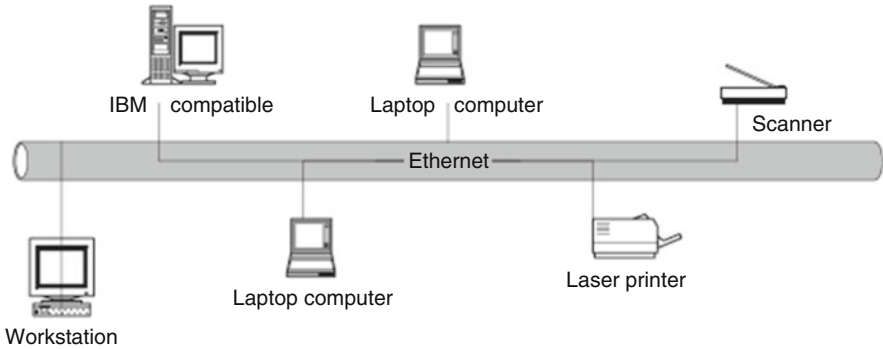 IBM compatible
Laptop computer
Scanner
Ethernet
Laptop computer
Laser printer
Workstation